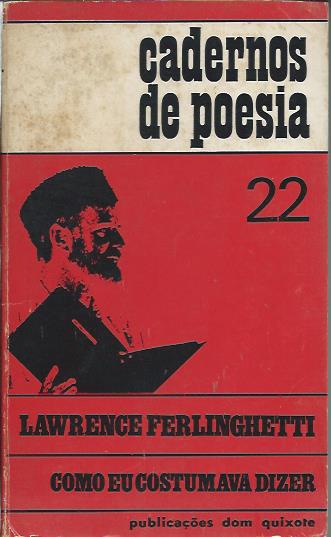 cadernos
de poesia
22
LAWRENCE FERLINGHETTI
COMO EU COSTUMAVA DIZER
publicações dom quixote